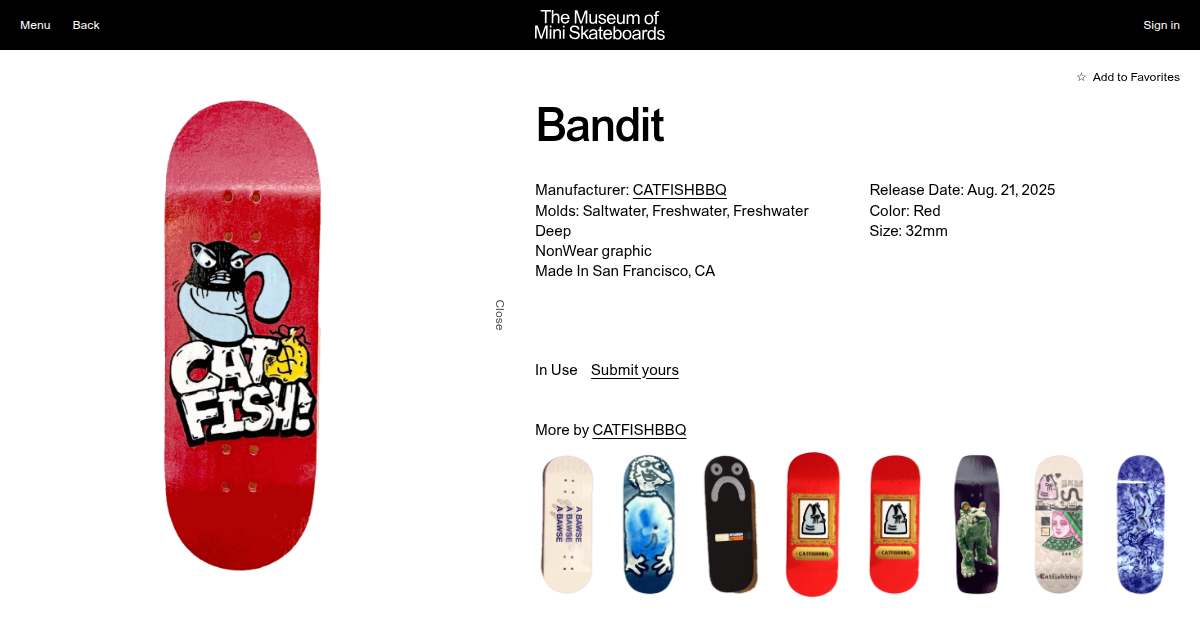 Menu
Back
The Museum of
Mini Skateboards
Sign in
☆ Add to Favorites
Bandit
Manufacturer: CATFISHBBQ
Molds: Saltwater, Freshwater, Freshwater
Deep
NonWear graphic
Made In San Francisco, CA
Release Date: Aug. 21, 2025
Color: Red
Size: 32mm
CAT
$
FISH!
Close
In Use
Submit yours
More by CATFISHBBQ
A BAWSE
A BAWSE
A BAWSE
CATFISHBBQ
CATFISHBBQ
Catfishbbq